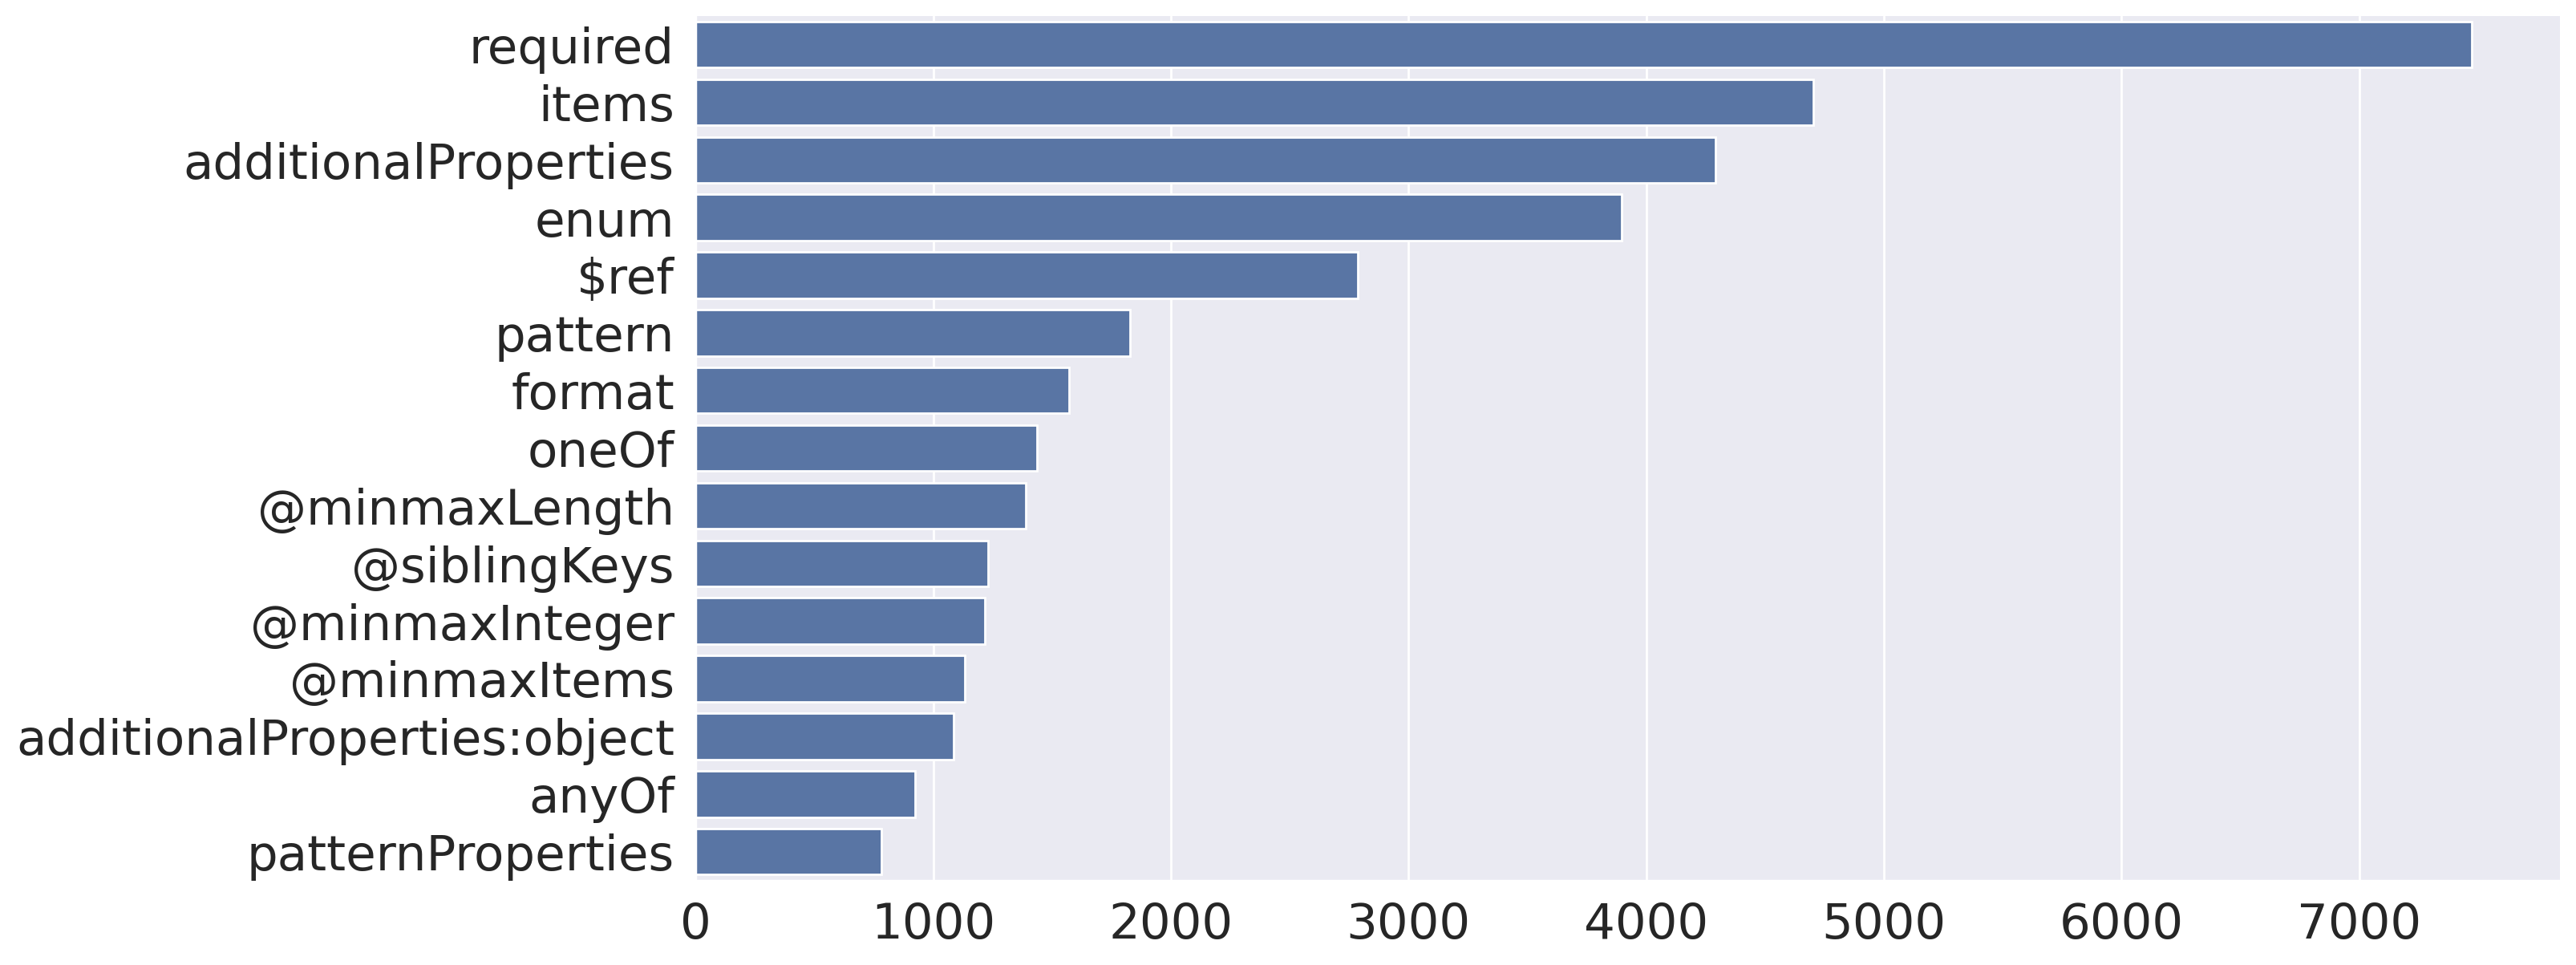 required
items
additionalProperties
enum
$ref
pattern
format
oneOf
@minmaxLength
@siblingKeys
@minmaxInteger
@minmaxItems
additionalProperties:object
anyOf
patternProperties
0 1000 2000 3000 4000 5000 6000 7000